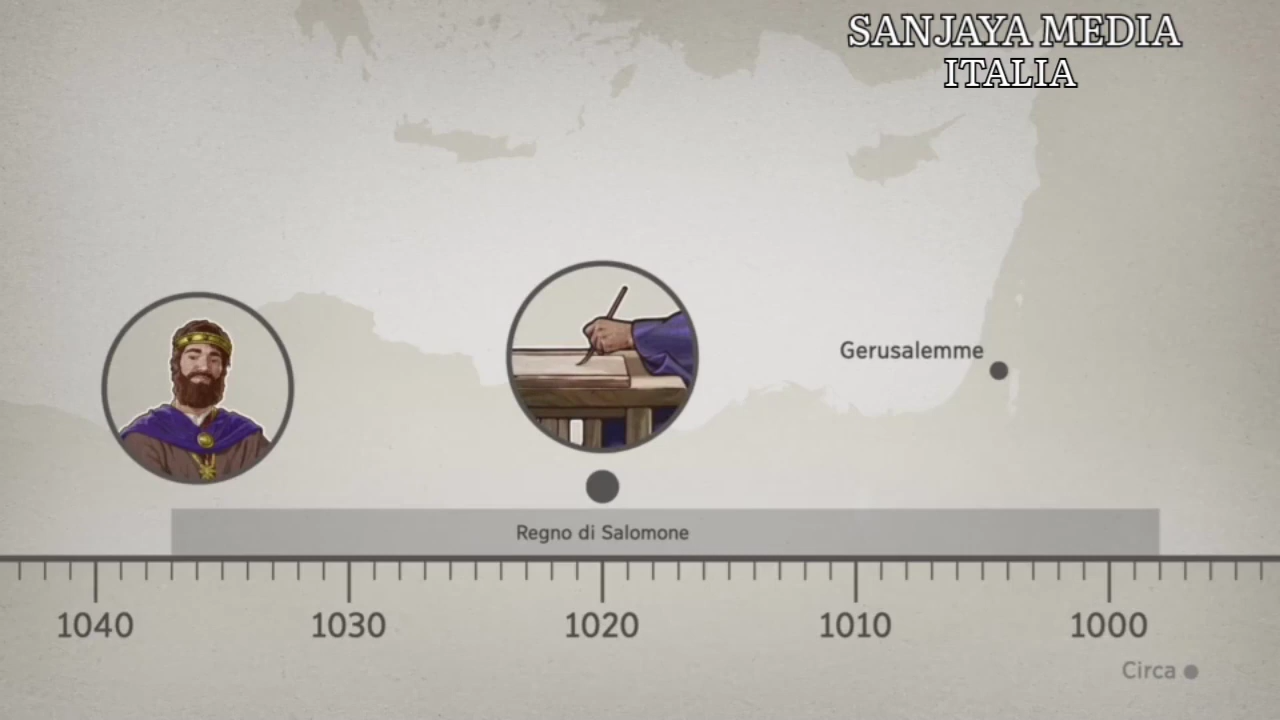 SANJAYA MEDIA
ITALIA
Gerusalemme
Regno di Salomone
1040 1030 1020 1010 1000
Circa